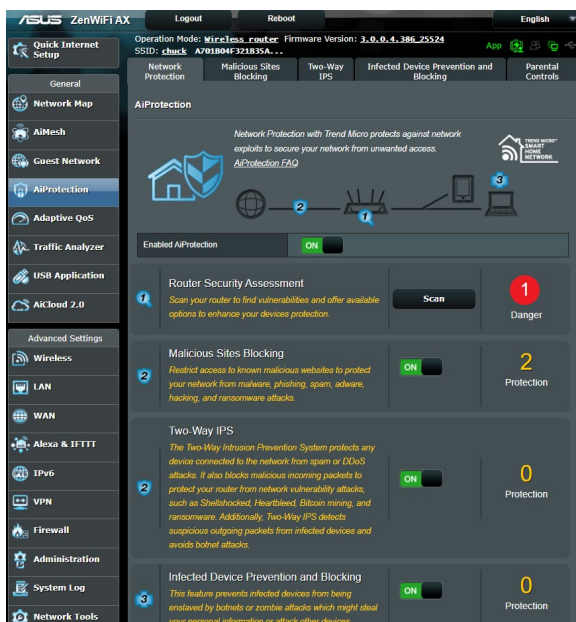 ASUS ZenWiFi AX
Logout
Reboot
English
Quick Internet
Setup
Operation Mode: Wireless router Firmware Version: 3.0.0.4.386_25524
SSID: chuck A701B04F321B35A...
App
General
Network Map
AiMesh
Guest Network
AiProtection
Adaptive QoS
Traffic Analyzer
USB Application
AiCloud 2.0
Advanced Settings
Wireless
LAN
WAN
Alexa & IFTTT
IPv6
VPN
Firewall
Administration
System Log
Network Tools
Network
Protection
Malicious Sites
Blocking
Two-Way
IPS
Infected Device Prevention and
Blocking
Parental
Controls
AiProtection
Network Protection with Trend Micro protects against network
exploits to secure your network from unwanted access.
AiProtection FAQ
TREND MICRO™
SMART
HOME
NETWORK
3
2
1
Enabled AiProtection
ON
1
Router Security Assessment
Scan your router to find vulnerabilities and offer available
options to enhance your devices protection.
Scan
1
Danger
2
Malicious Sites Blocking
Restrict access to known malicious websites to protect
your network from malware, phishing, spam, adware,
hacking, and ransomware attacks.
ON
2
Protection
2
Two-Way IPS
The Two-Way Intrusion Prevention System protects any
device connected to the network from spam or DDoS
attacks. It also blocks malicious incoming packets to
protect your router from network vulnerability attacks,
such as Shellshocked, Heartbleed, Bitcoin mining, and
ransomware. Additionally, Two-Way IPS detects
suspicious outgoing packets from infected devices and
avoids botnet attacks.
ON
0
Protection
3
Infected Device Prevention and Blocking
This feature prevents infected devices from being
enslaved by botnets or zombie attacks which might steal
your personal information or attack other devices.
ON
0
Protection